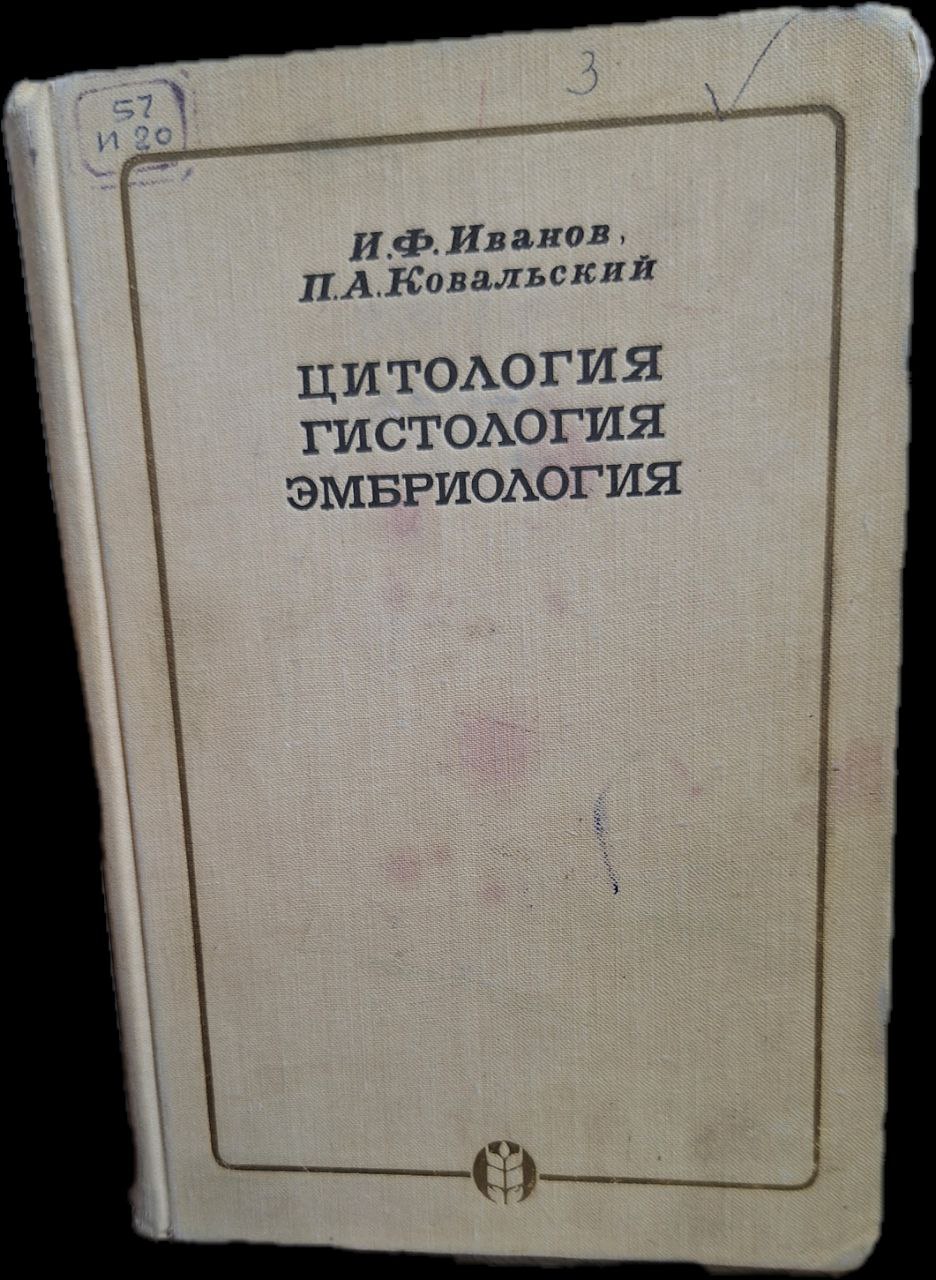 57
И 20
3
И.Ф.Иванов,
П.А.Ковальский
ЦИТОЛОГИЯ
ГИСТОЛОГИЯ
ЭМБРИОЛОГИЯ